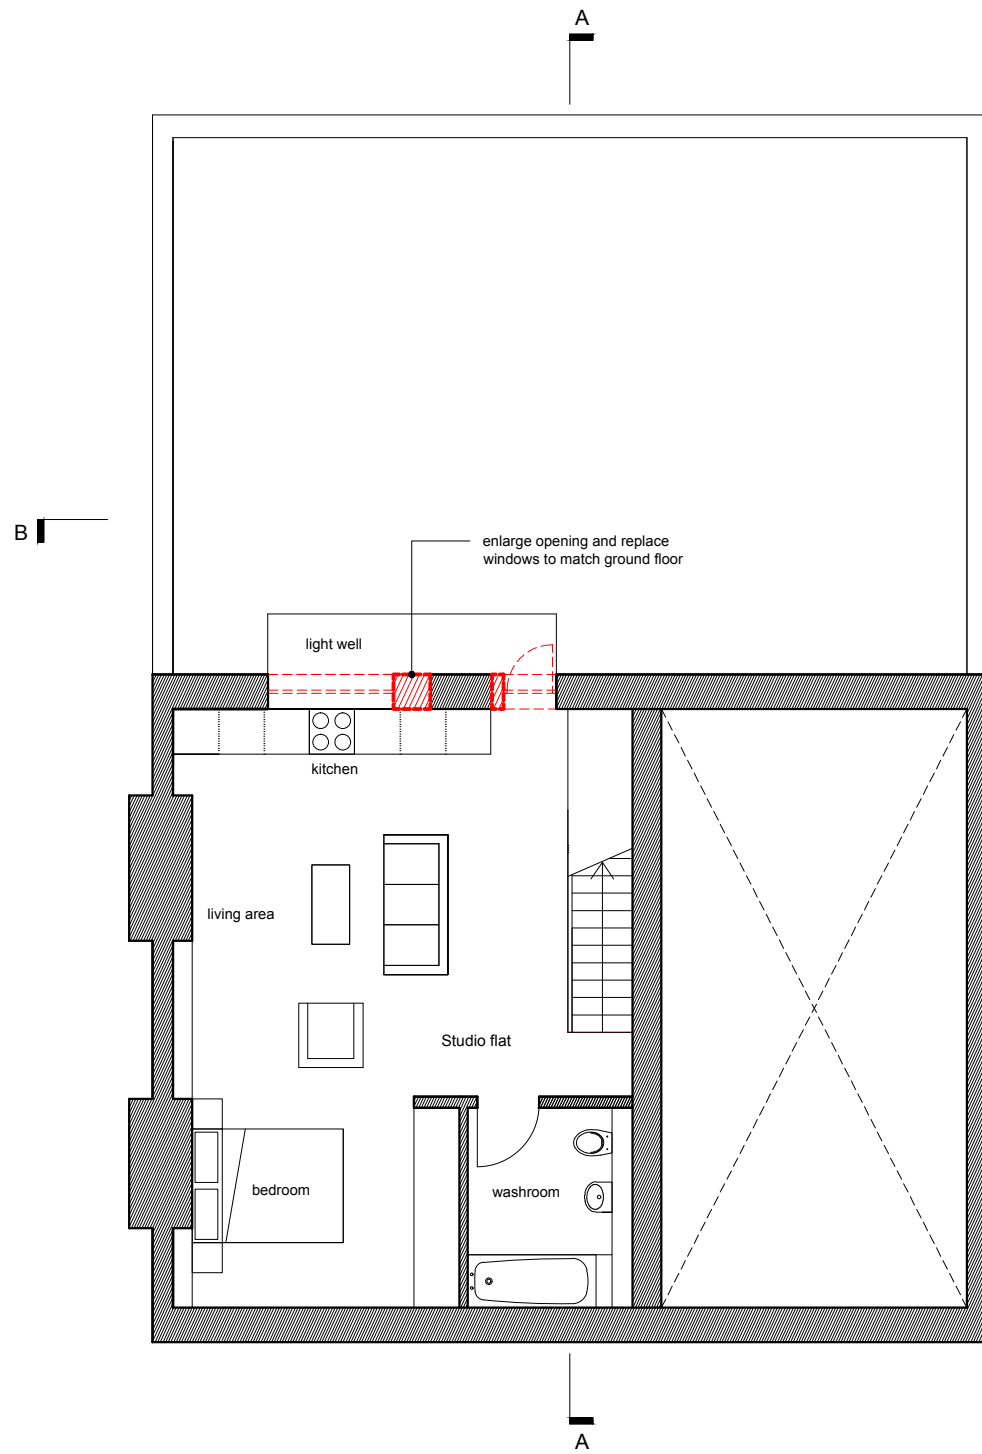 A
B
enlarge opening and replace
windows to match ground floor
light well
kitchen
living area
Studio flat
bedroom
washroom
A